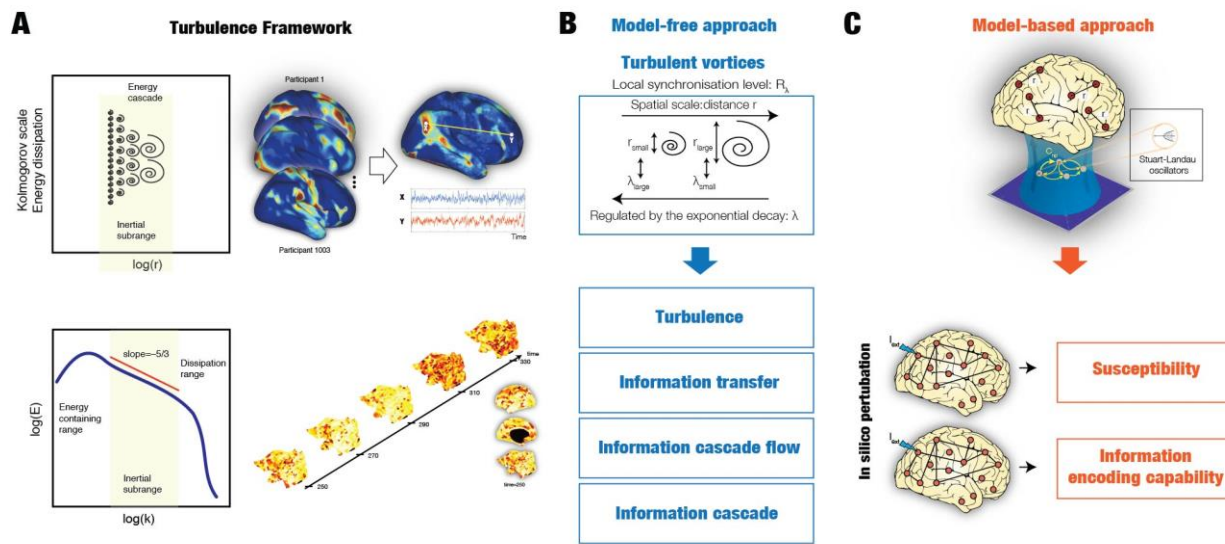 A
Turbulence Framework
Kolmogorov scale
Energy dissipation
Energy
cascade
Inertial
subrange
log(r)
Participant 1
Participant 1003
X
Y
Time
log(E)
slope=-5/3
Dissipation
range
Energy
containing
range
Inertial
subrange
log(k)
250
270
290
310
330
time
time=250
B
Model-free approach
Turbulent vortices
Local synchronisation level: Rλ
Spatial scale:distance r
rsmall
rlarge
λlarge
λsmall
Regulated by the exponential decay: λ
Turbulence
Information transfer
Information cascade flow
Information cascade
C
Model-based approach
r
r
r
r
Stuart-Landau
oscillators
In silico pertubation
Iext
Susceptibility
Iext
Information
encoding capability